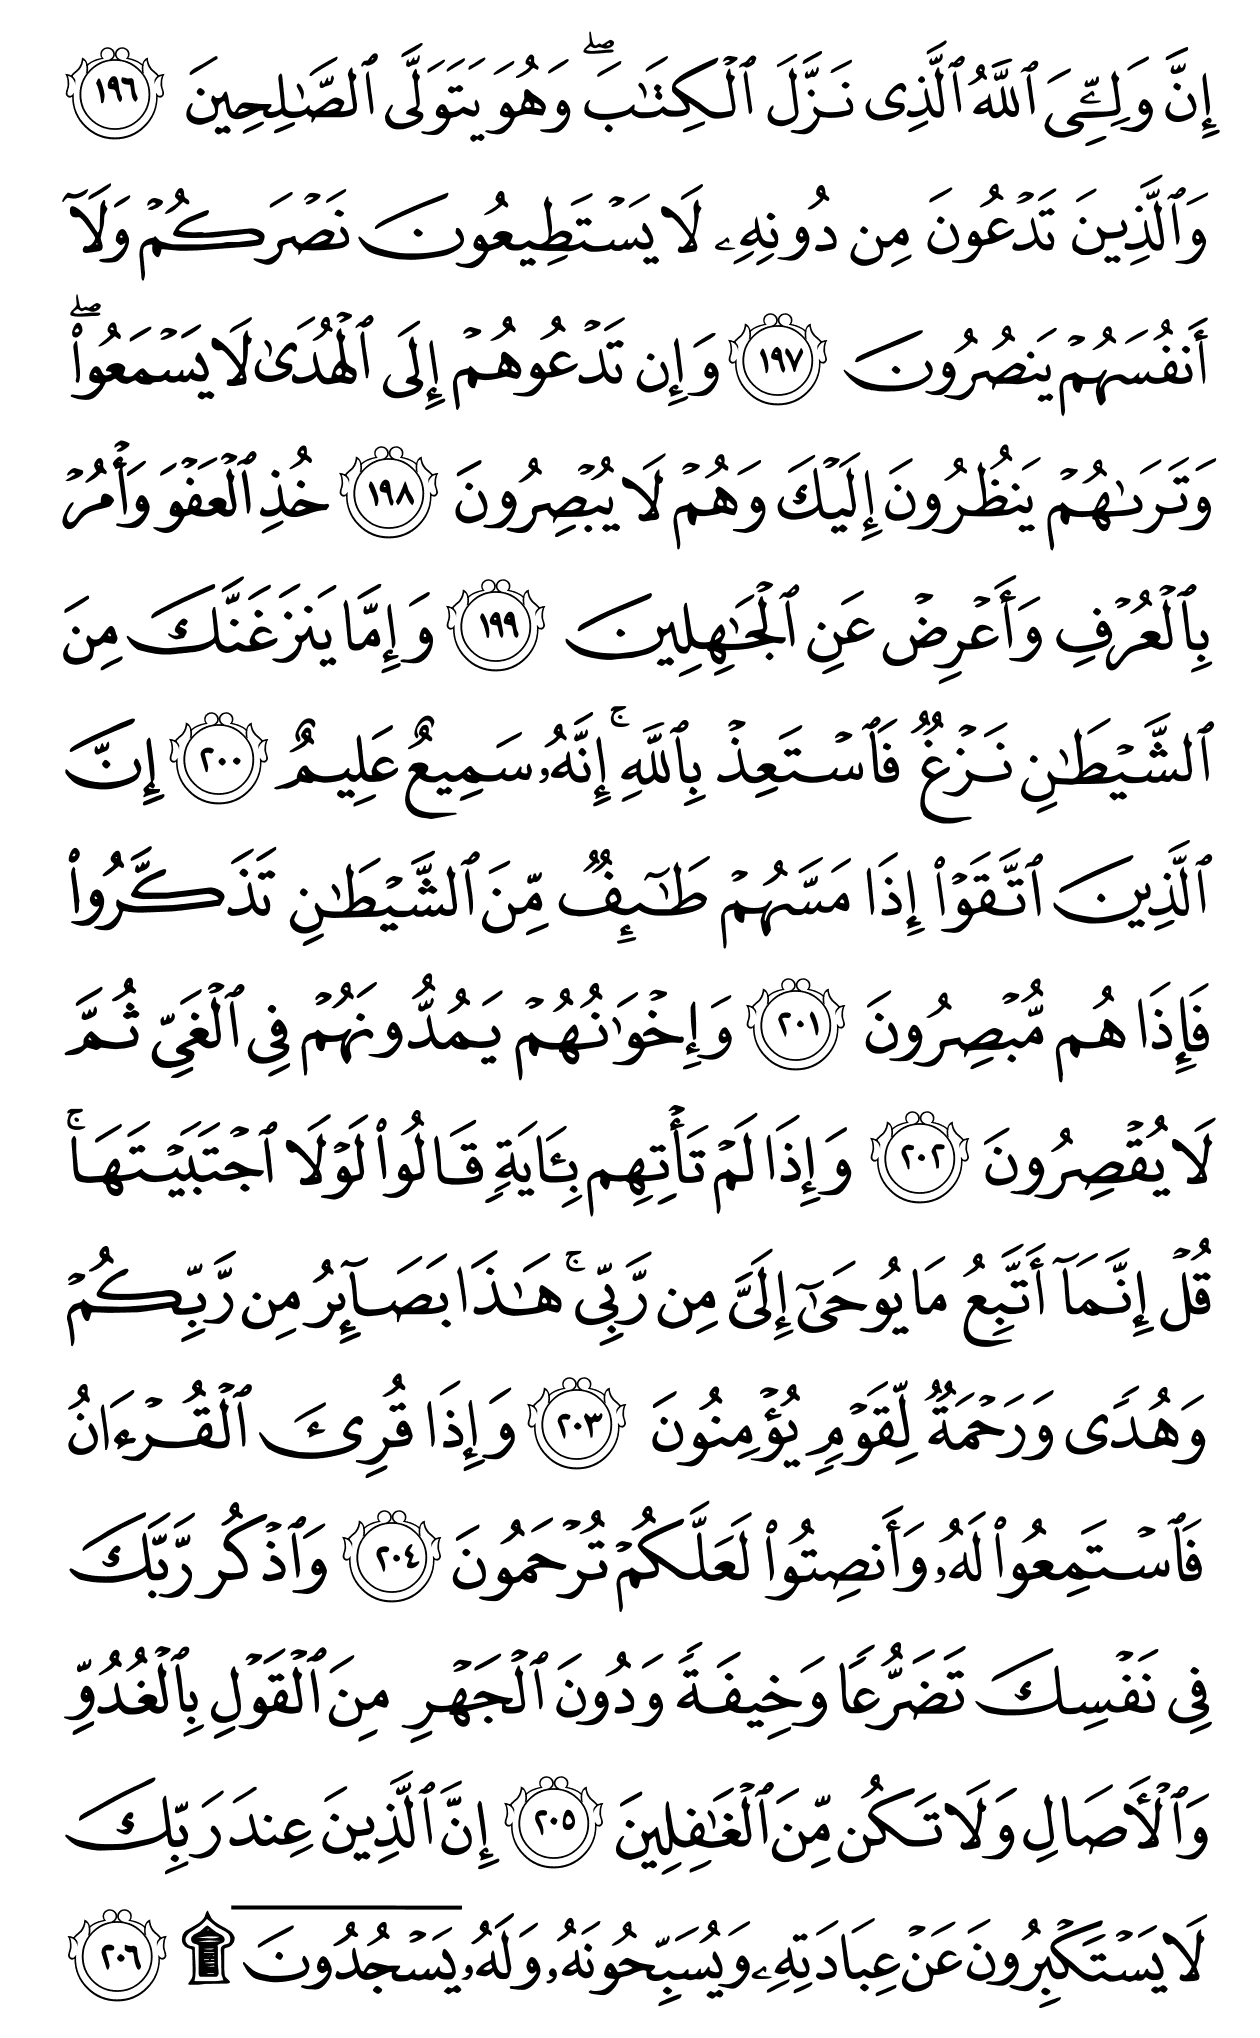 إِنَّ وَلِـِّۧيَ ٱللَّهُ ٱلَّذِى نَزَّلَ ٱلْكِتَـٰبَ ۖ وَهُوَ يَتَوَلَّى ٱلصَّـٰلِحِينَ ١٩٦
وَٱلَّذِينَ تَدْعُونَ مِن دُونِهِۦ لَا يَسْتَطِيعُونَ نَصْرَكُمْ وَلَآ
أَنفُسَهُمْ يَنصُرُونَ ١٩٧ وَإِن تَدْعُوهُمْ إِلَى ٱلْهُدَىٰ لَا يَسْمَعُوا۟ ۖ
وَتَرَىٰهُمْ يَنظُرُونَ إِلَيْكَ وَهُمْ لَا يُبْصِرُونَ ١٩٨ خُذِ ٱلْعَفْوَ وَأْمُرْ
بِٱلْعُرْفِ وَأَعْرِضْ عَنِ ٱلْجَـٰهِلِينَ ١٩٩ وَإِمَّا يَنزَغَنَّكَ مِنَ
ٱلشَّيْطَـٰنِ نَزْغٌ فَٱسْتَعِذْ بِٱللَّهِ ۚ إِنَّهُۥ سَمِيعٌ عَلِيمٌ ٢٠٠ إِنَّ
ٱلَّذِينَ ٱتَّقَوْا۟ إِذَا مَسَّهُمْ طَـٰٓئِفٌ مِّنَ ٱلشَّيْطَـٰنِ تَذَكَّرُوا۟
فَإِذَا هُم مُّبْصِرُونَ ٢٠١ وَإِخْوَٰنُهُمْ يَمُدُّونَهُمْ فِى ٱلْغَىِّ ثُمَّ
لَا يُقْصِرُونَ ٢٠٢ وَإِذَا لَمْ تَأْتِهِم بِـَٔايَةٍ قَالُوا۟ لَوْلَا ٱجْتَبَيْتَهَا ۚ
قُلْ إِنَّمَآ أَتَّبِعُ مَا يُوحَىٰٓ إِلَىَّ مِن رَّبِّى ۚ هَـٰذَا بَصَآئِرُ مِن رَّبِّكُمْ
وَهُدًى وَرَحْمَةٌ لِّقَوْمٍ يُؤْمِنُونَ ٢٠٣ وَإِذَا قُرِئَ ٱلْقُرْءَانُ
فَٱسْتَمِعُوا۟ لَهُۥ وَأَنصِتُوا۟ لَعَلَّكُمْ تُرْحَمُونَ ٢٠٤ وَٱذْكُر رَّبَّكَ
فِى نَفْسِكَ تَضَرُّعًا وَخِيفَةً وَدُونَ ٱلْجَهْرِ مِنَ ٱلْقَوْلِ بِٱلْغُدُوِّ
وَٱلْـَٔاصَالِ وَلَا تَكُن مِّنَ ٱلْغَـٰفِلِينَ ٢٠٥ إِنَّ ٱلَّذِينَ عِندَ رَبِّكَ
لَا يَسْتَكْبِرُونَ عَنْ عِبَادَتِهِۦ وَيُسَبِّحُونَهُۥ وَلَهُۥ يَسْجُدُونَ ۩ ٢٠٦